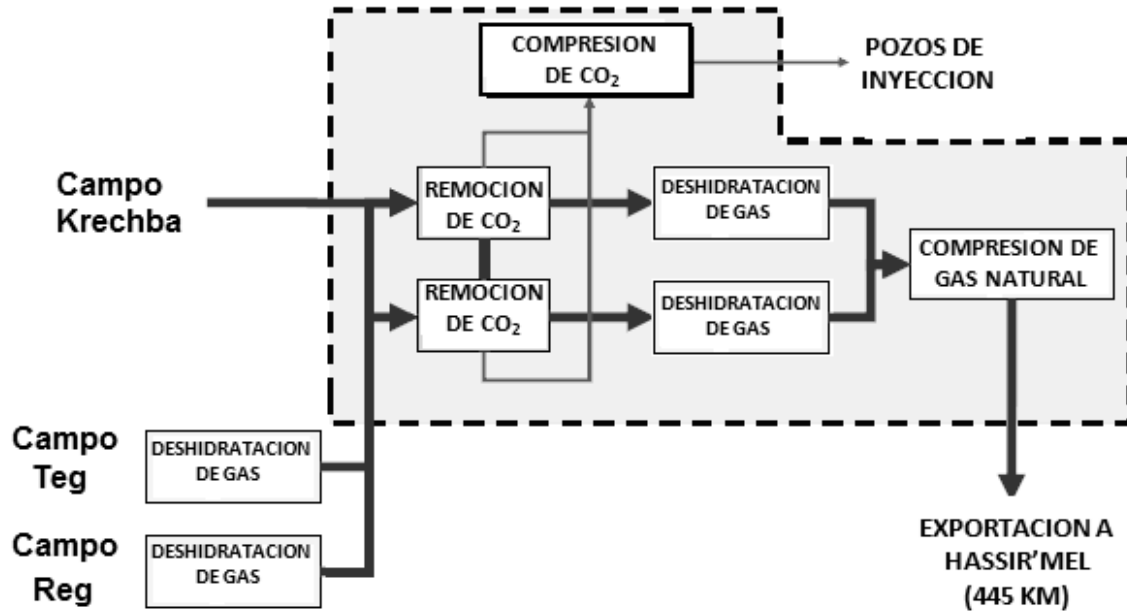 COMPRESION
DE CO₂
POZOS DE
INYECCION
Campo
Krechba
REMOCION
DE CO₂
DESHIDRATACION
DE GAS
REMOCION
DE CO₂
DESHIDRATACION
DE GAS
COMPRESION DE
GAS NATURAL
Campo
Teg
DESHIDRATACION
DE GAS
Campo
Reg
DESHIDRATACION
DE GAS
EXPORTACION A
HASSIR'MEL
(445 KM)